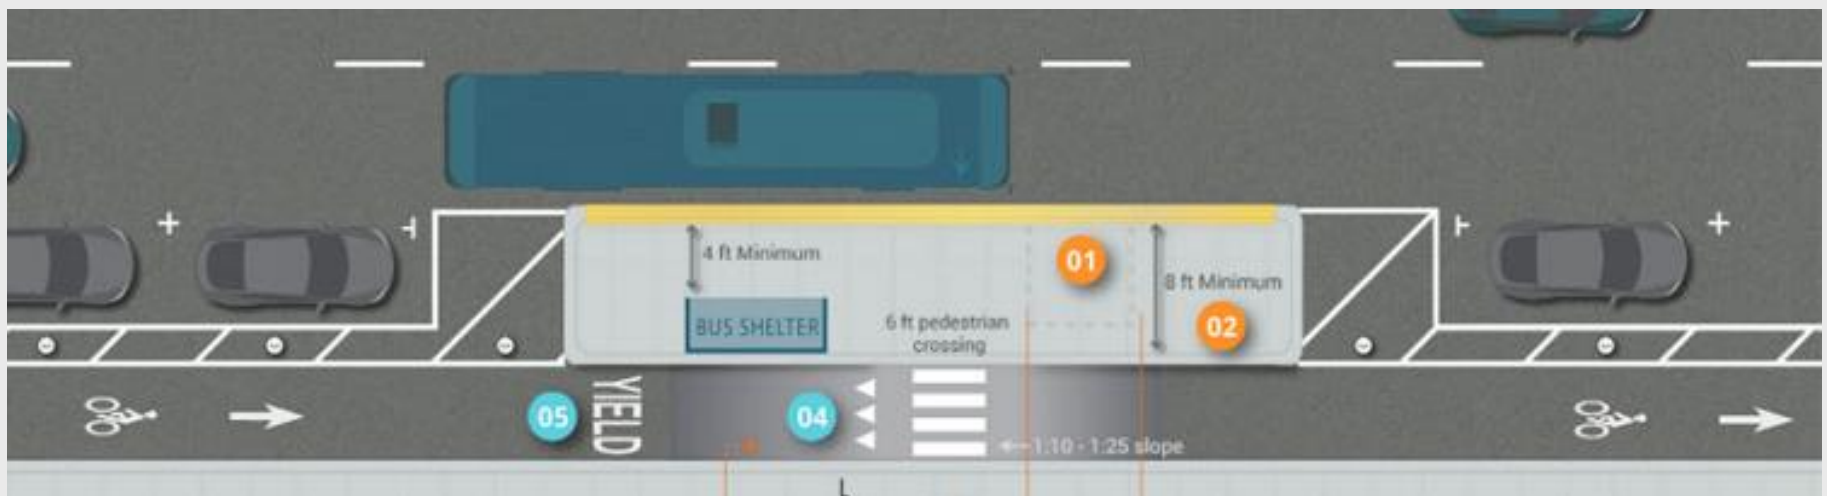 4 ft Minimum
01
8 ft Minimum
02
BUS SHELTER
6 ft pedestrian
crossing
05
YIELD
04
1:10 - 1:25 slope